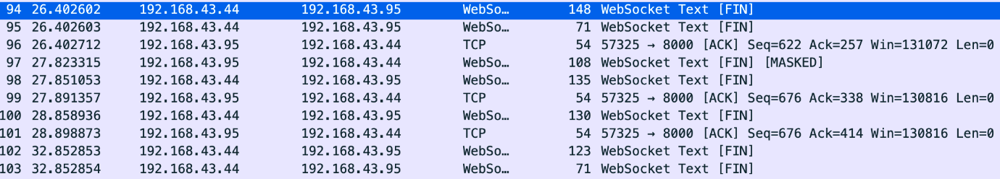 94 26.402602 192.168.43.44 192.168.43.95 WebSo… 148 WebSocket Text [FIN]
95 26.402603 192.168.43.44 192.168.43.95 WebSo… 71 WebSocket Text [FIN]
96 26.402712 192.168.43.95 192.168.43.44 TCP 54 57325 → 8000 [ACK] Seq=622 Ack=257 Win=131072 Len=0
97 27.823315 192.168.43.95 192.168.43.44 WebSo… 108 WebSocket Text [FIN] [MASKED]
98 27.851053 192.168.43.44 192.168.43.95 WebSo… 135 WebSocket Text [FIN]
99 27.891357 192.168.43.95 192.168.43.44 TCP 54 57325 → 8000 [ACK] Seq=676 Ack=338 Win=130816 Len=0
100 28.858936 192.168.43.44 192.168.43.95 WebSo… 130 WebSocket Text [FIN]
101 28.898873 192.168.43.95 192.168.43.44 TCP 54 57325 → 8000 [ACK] Seq=676 Ack=414 Win=130816 Len=0
102 32.852853 192.168.43.44 192.168.43.95 WebSo… 123 WebSocket Text [FIN]
103 32.852854 192.168.43.44 192.168.43.95 WebSo… 71 WebSocket Text [FIN]